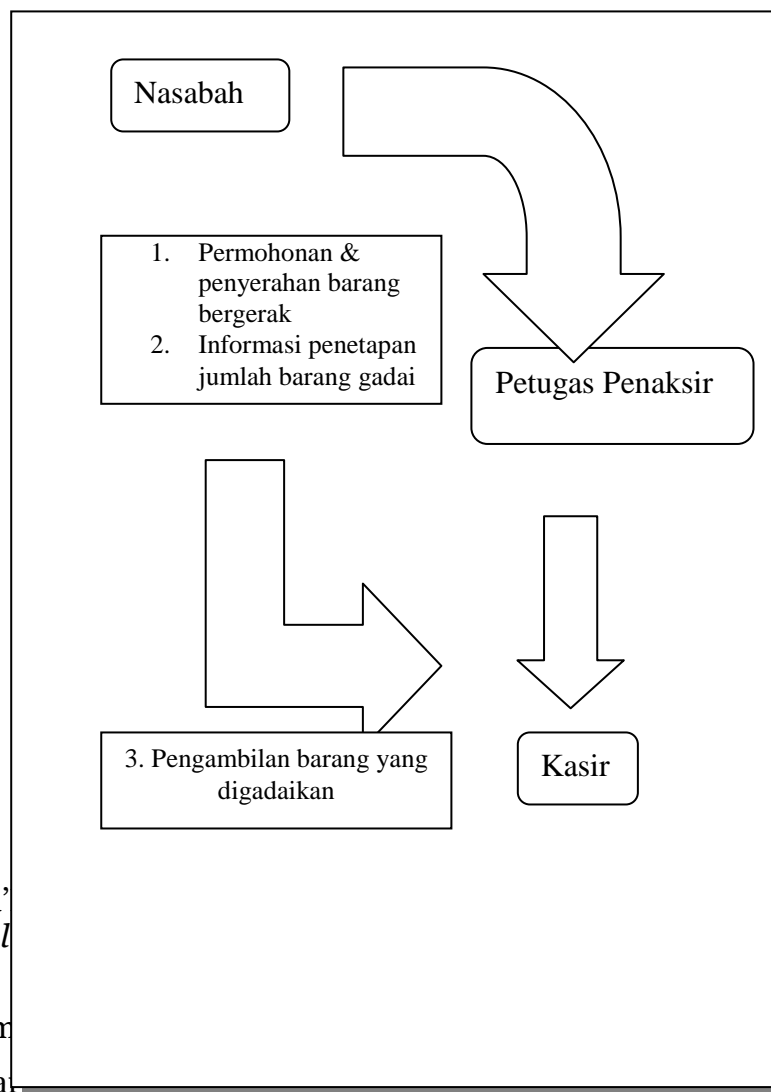 Nasabah
1. Permohonan &
penyerahan barang
bergerak
2. Informasi penetapan
jumlah barang gadai
Petugas Penaksir
3. Pengambilan barang yang
digadaikan
Kasir